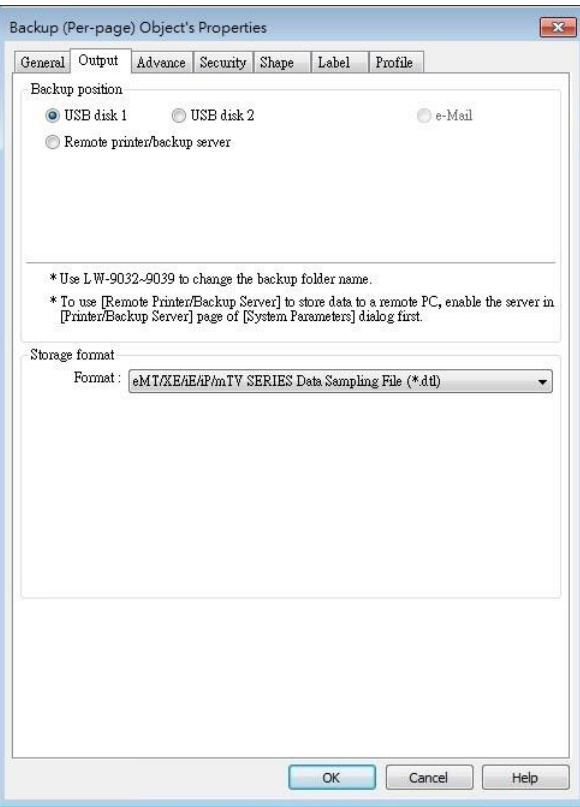 Backup (Per-page) Object's Properties
General Output Advance Security Shape Label Profile
Backup position
USB disk 1 USB disk 2 e-Mail
Remote printer/backup server
* Use LW-9032~9039 to change the backup folder name.
* To use [Remote Printer/Backup Server] to store data to a remote PC, enable the server in
[Printer/Backup Server] page of [System Parameters] dialog first.
Storage format
Format : eMT/XE/iE/iP/mTV SERIES Data Sampling File (*.dtl)
OK Cancel Help